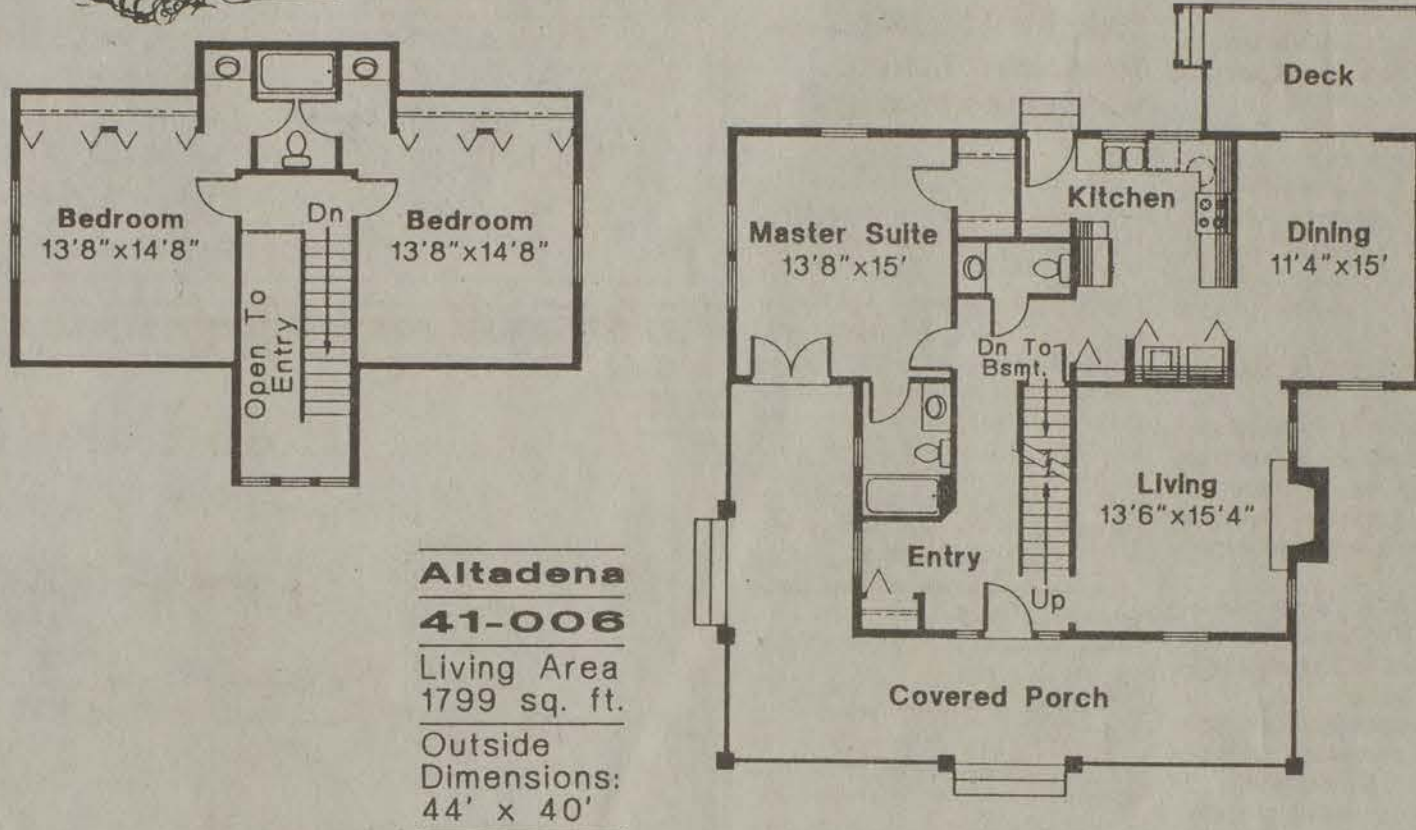 Bedroom
13'8"x14'8"
Dn
Bedroom
13'8"x14'8"
Open To
Entry
Deck
Kitchen
Master Suite
13'8"x15'
Dining
11'4"x15'
Dn To
Bsmt.
Living
13'6"x15'4"
Entry
Up
Covered Porch
Altadena
41-006
Living Area
1799 sq. ft.
Outside
Dimensions:
44' x 40'